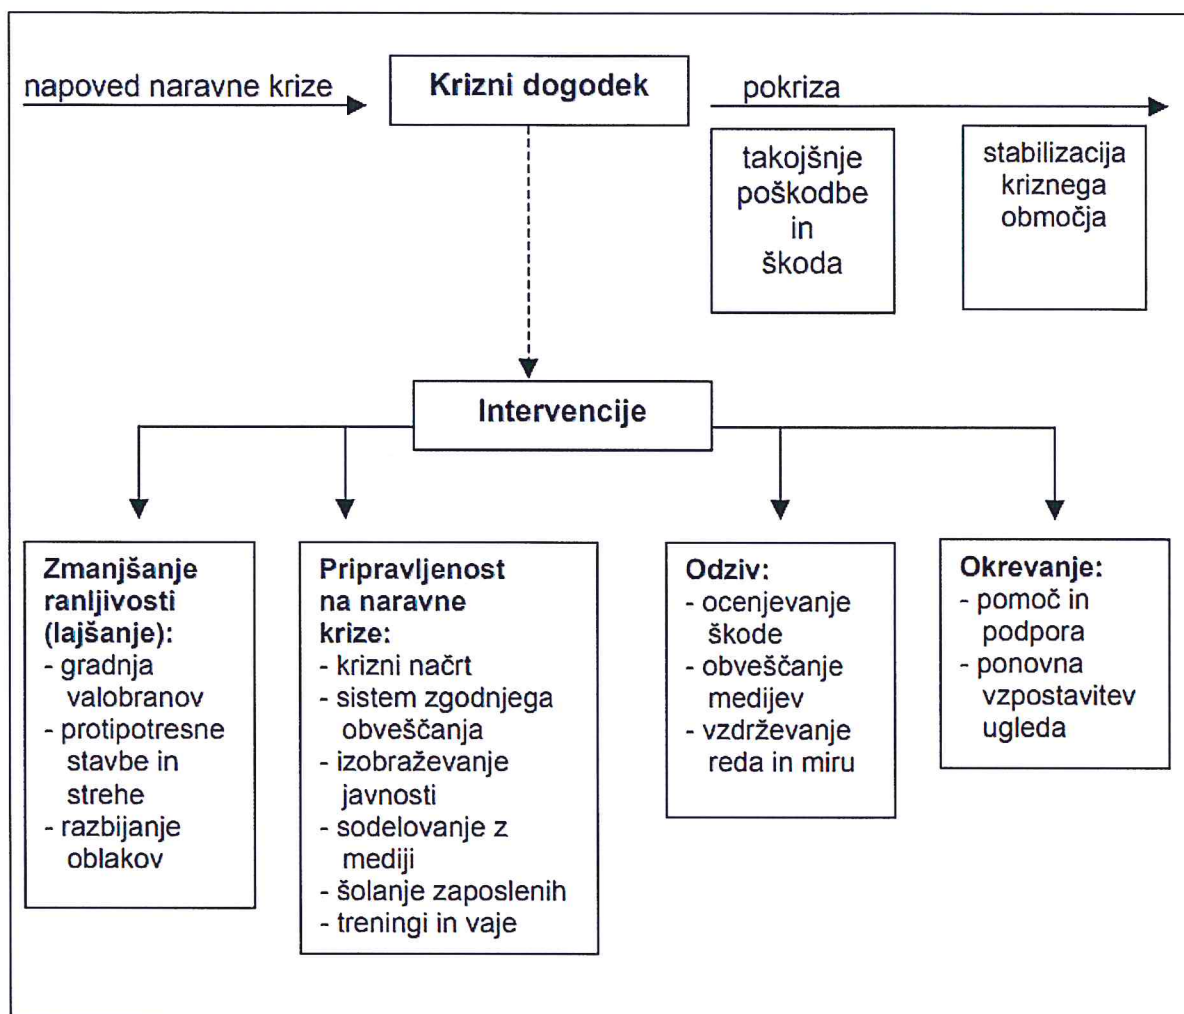 napoved naravne krize
Krizni dogodek
pokriza
takojšnje
poškodbe
in
škoda
stabilizacija
kriznega
območja
Intervencije
Zmanjšanje
ranljivosti
(lajšanje):
- gradnja
valobranov
- protipotresne
stavbe in
strehe
- razbijanje
oblakov
Pripravljenost
na naravne
krize:
- krizni načrt
- sistem zgodnjega
obveščanja
- izobraževanje
javnosti
- sodelovanje z
mediji
- šolanje zaposlenih
- treningi in vaje
Odziv:
- ocenjevanje
škode
- obveščanje
medijev
- vzdrževanje
reda in miru
Okrevanje:
- pomoč in
podpora
- ponovna
vzpostavitev
ugleda